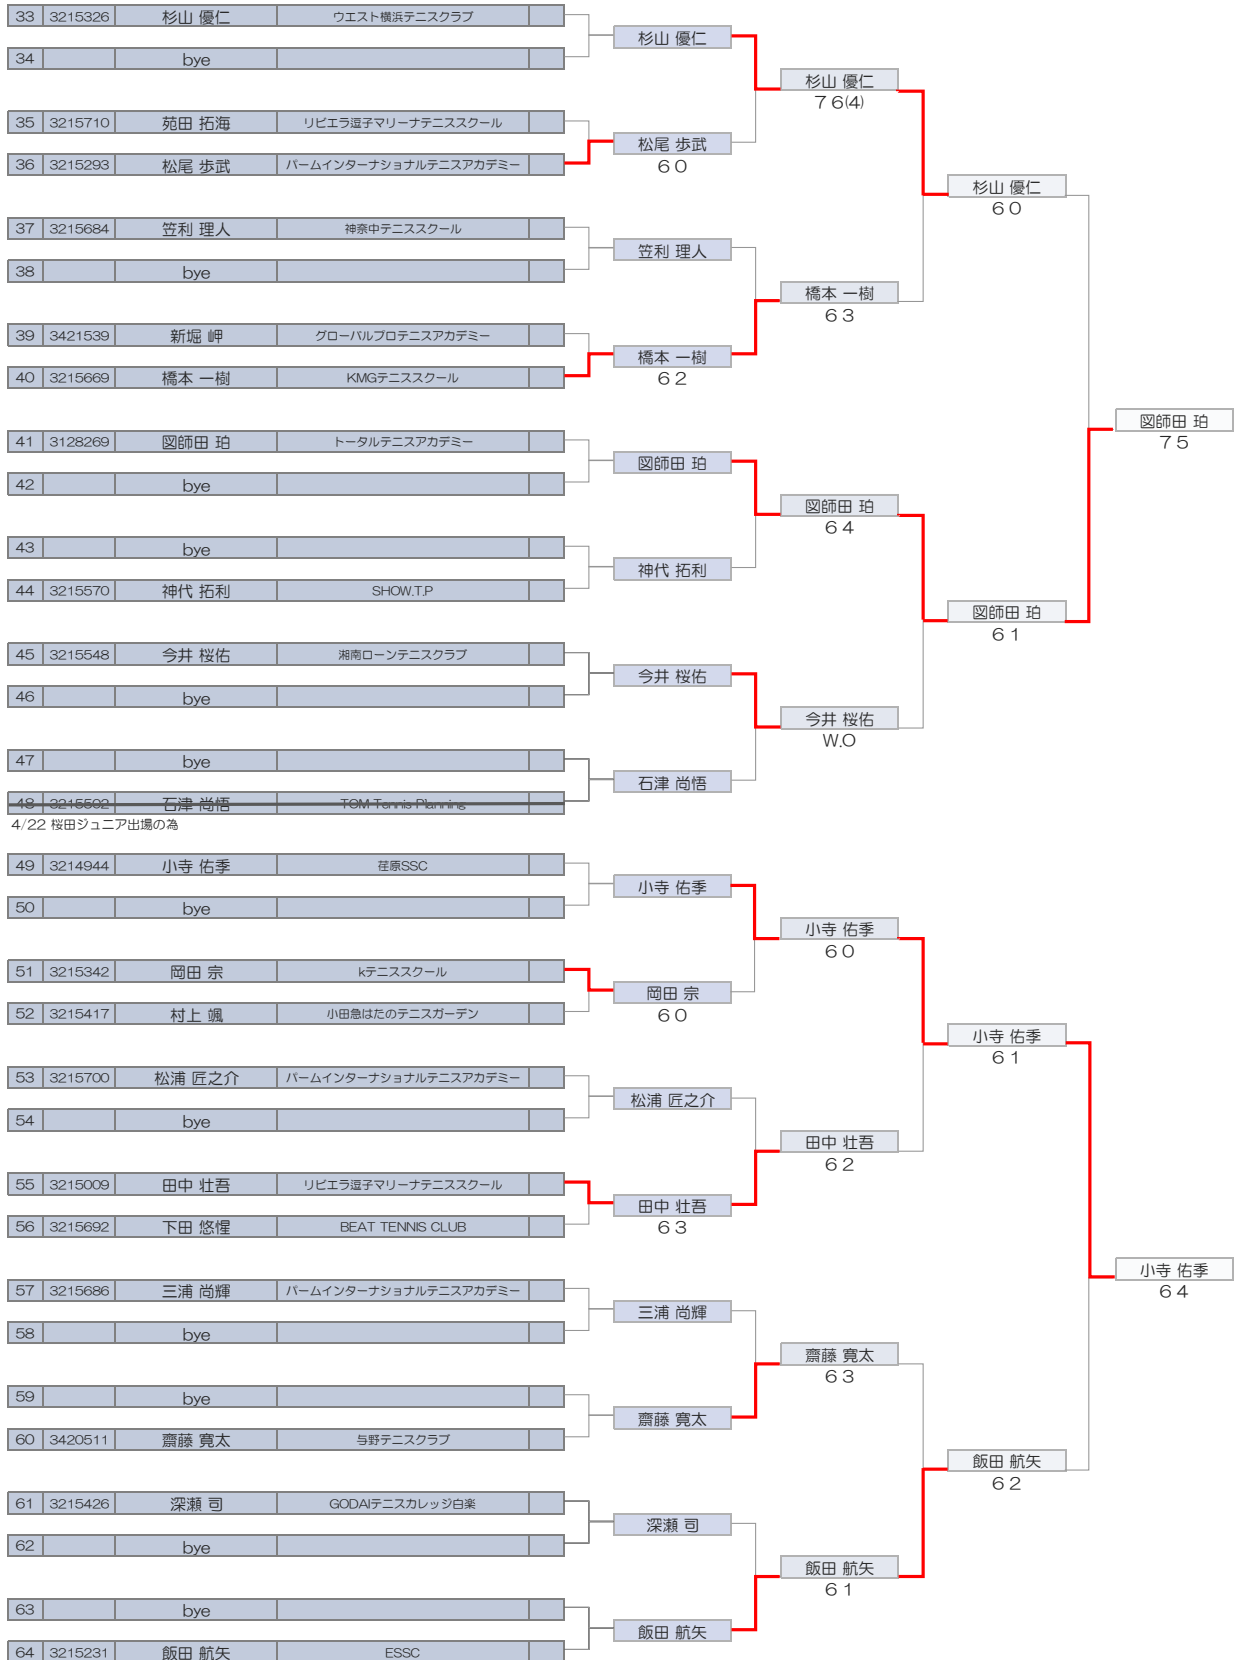 33 3215326 杉山 優仁 ウエスト横浜テニスクラブ
杉山 優仁
34 bye
杉山 優仁
７６(4)
35 3215710 苑田 拓海 リビエラ逗子マリーナテニススクール
松尾 歩武
６０
36 3215293 松尾 歩武 パームインターナショナルテニスアカデミー
杉山 優仁
６０
37 3215684 笠利 理人 神奈中テニススクール
笠利 理人
38 bye
橋本 一樹
６３
39 3421539 新堀 岬 グローバルプロテニスアカデミー
橋本 一樹
６２
40 3215669 橋本 一樹 KMGテニススクール
図師田 珀
７５
41 3128269 図師田 珀 トータルテニスアカデミー
図師田 珀
42 bye
図師田 珀
６４
43 bye
神代 拓利
44 3215570 神代 拓利 SHOW.T.P
図師田 珀
６１
45 3215548 今井 桜佑 湘南ローンテニスクラブ
今井 桜佑
46 bye
今井 桜佑
W.O
47 bye
石津 尚悟
48 3215502 石津 尚悟 TOM Tennis Planning
4/22 桜田ジュニア出場の為
49 3214944 小寺 佑季 荏原SSC
小寺 佑季
50 bye
小寺 佑季
６０
51 3215342 岡田 宗 kテニススクール
岡田 宗
６０
52 3215417 村上 颯 小田急はたのテニスガーデン
小寺 佑季
６１
53 3215700 松浦 匠之介 パームインターナショナルテニスアカデミー
松浦 匠之介
54 bye
田中 壮吾
６２
55 3215009 田中 壮吾 リビエラ逗子マリーナテニススクール
田中 壮吾
６３
56 3215692 下田 悠惺 BEAT TENNIS CLUB
小寺 佑季
６４
57 3215686 三浦 尚輝 パームインターナショナルテニスアカデミー
三浦 尚輝
58 bye
齋藤 寛太
６３
59 bye
齋藤 寛太
60 3420511 齋藤 寛太 与野テニスクラブ
飯田 航矢
６２
61 3215426 深瀬 司 GODAIテニスカレッジ白楽
深瀬 司
62 bye
飯田 航矢
６１
63 bye
飯田 航矢
64 3215231 飯田 航矢 ESSC